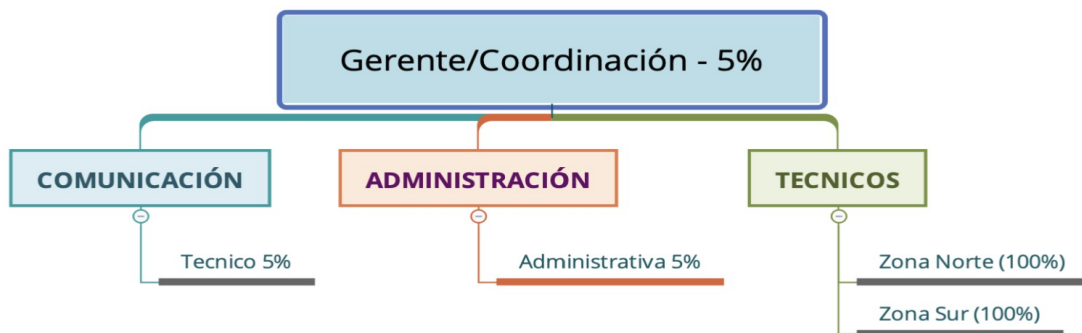 Gerente/Coordinación - 5%
COMUNICACIÓN
ADMINISTRACIÓN
TECNICOS
Tecnico 5%
Administrativa 5%
Zona Norte (100%)
Zona Sur (100%)